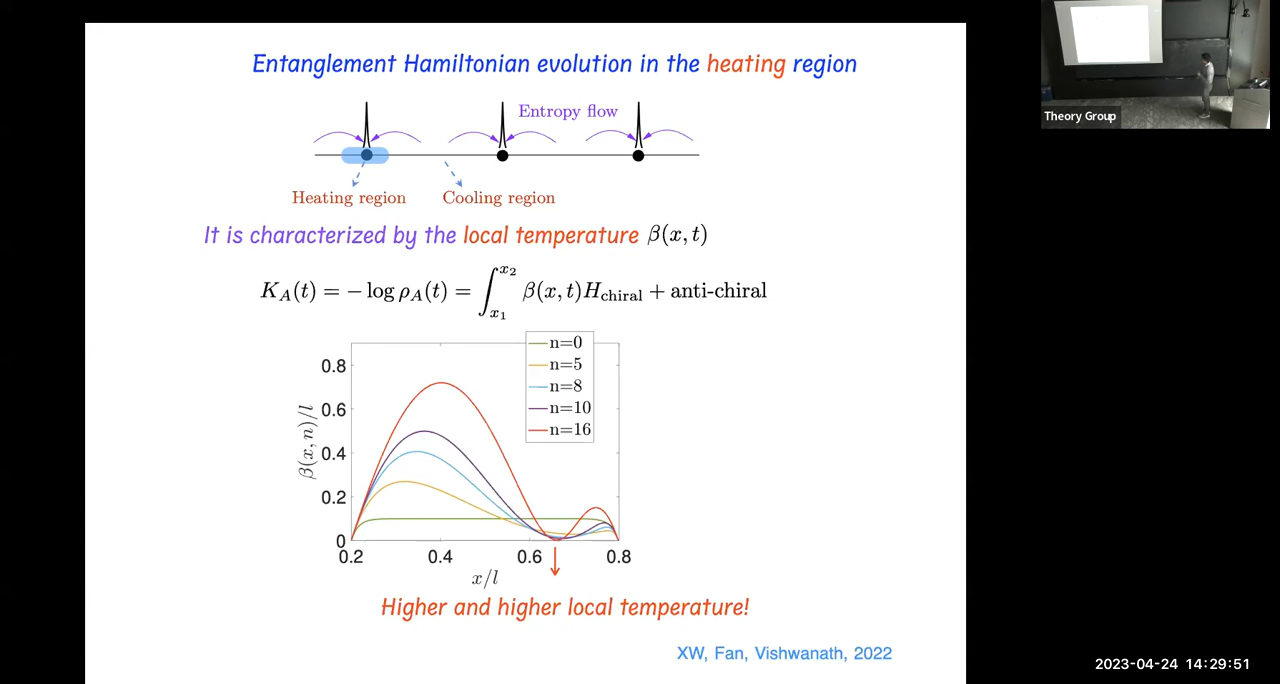 Entanglement Hamiltonian evolution in the heating region
Entropy flow
Heating region
Cooling region
It is characterized by the local temperature β(x, t)
K_A(t) = − log ρ_A(t) = ∫_{x_1}^{x_2} β(x, t)H_chiral + anti-chiral
n=0
n=5
n=8
n=10
n=16
β(x, n)/l
0.8
0.6
0.4
0.2
0
0.2
0.4
0.6
0.8
x/l
Higher and higher local temperature!
XW, Fan, Vishwanath, 2022
Theory Group
2023-04-24 14:29:51